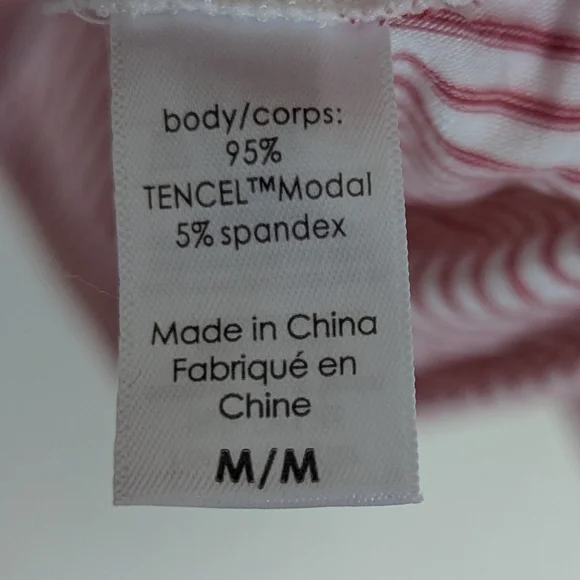 body/corps:
95%
TENCEL™Modal
5% spandex
Made in China
Fabriqué en
Chine
M/M